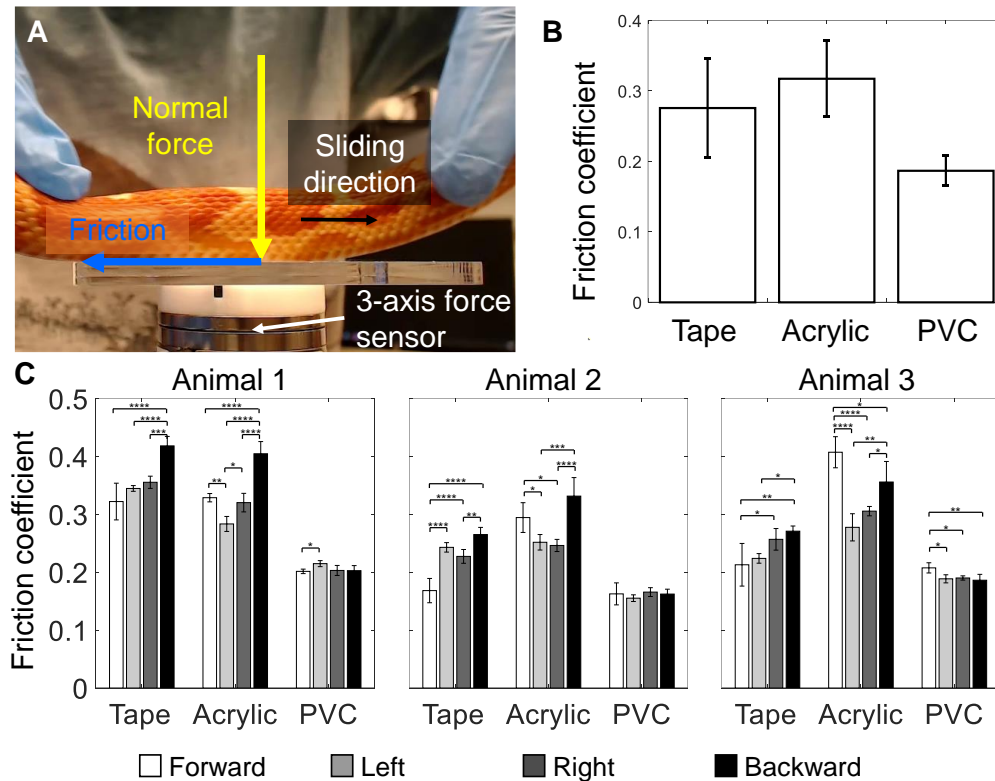 A
Normal
force
Sliding
direction
Friction
3-axis force
sensor
B
Friction coefficient
0.4
0.3
0.2
0.1
0
Tape Acrylic PVC
C
Animal 1 Animal 2 Animal 3
Friction coefficient
0.5
0.4
0.3
0.2
0.1
0
**** **** *** **** **** **** ** * *
**** **** **** ** *** **** * *
* ** * * **** **** ** * ** * *
Tape Acrylic PVC Tape Acrylic PVC Tape Acrylic PVC
Forward Left Right Backward